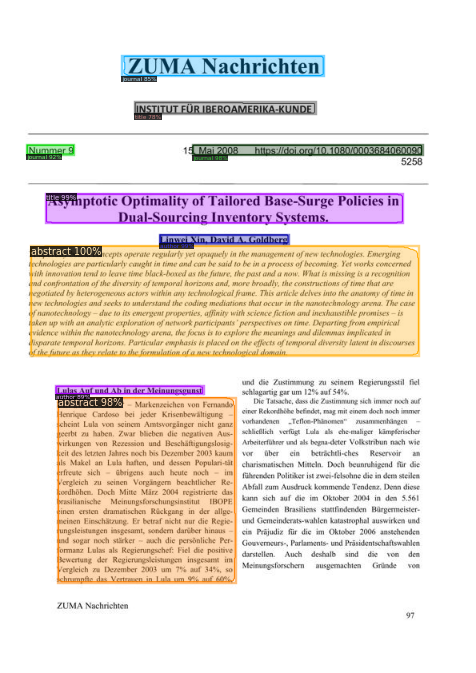 ZUMA Nachrichten
journal 85%
INSTITUT FÜR IBEROAMERIKA-KUNDE
title 78%
Nummer 9
journal 92%
15. Mai 2008 https://doi.org/10.1080/0003684060090
journal 98%
5258
title 99%
Asymptotic Optimality of Tailored Base-Surge Policies in
Dual-Sourcing Inventory Systems.
Linwei Xin, David A. Goldberg
abstract 100%
cepts operate regularly yet opaquely in the management of new technologies. Emerging
technologies are particularly caught in time and can be said to be in a process of becoming. Yet works concerned
with innovation tend to leave time black-boxed as the future, the past and a now. What is missing is a recognition
and confrontation of the diversity of temporal horizons and, more broadly, the constructions of time that are
negotiated by heterogeneous actors within any technological frame. This article delves into the anatomy of time in
new technologies and seeks to understand the coding mediations that occur in the nanotechnology arena. The case
of nanotechnology – due to its emergent properties, affinity with science fiction and inexhaustible promises – is
taken up with an analytic exploration of network participants' perspectives on time. Departing from empirical
evidence within the nanotechnology arena, the focus is to explore the meanings and dilemmas implicated in
disparate temporal horizons. Particular emphasis is placed on the effects of temporal diversity latent in discourses
of the future as they relate to the formulation of a new technological domain.
Lulas Auf und Ab in der Meinungsgunst
author 89%
abstract 98%
– Markenzeichen von Fernando
Henrique Cardoso bei jeder Krisenbewältigung –
scheint Lula von seinem Amtsvorgänger nicht ganz
geerbt zu haben. Zwar blieben die negativen Aus-
wirkungen von Rezession und Beschäftigungslosig-
keit des letzten Jahres noch bis Dezember 2003 kaum
als Makel an Lula haften, und dessen Popularität
erfreute sich – übrigens auch heute noch – im
Vergleich zu seinen Vorgängern beachtlicher Re-
kordhöhen. Doch Mitte März 2004 registrierte das
brasilianische Meinungsforschungsinstitut IBOPE
einen ersten dramatischen Rückgang in der allge-
meinen Einschätzung. Er betraf nicht nur die Regie-
rungsleistungen insgesamt, sondern darüber hinaus –
und sogar noch stärker – auch die persönliche Per-
formanz Lulas als Regierungschef: Fiel die positive
Bewertung der Regierungsleistungen insgesamt im
Vergleich zu Dezember 2003 um 7% auf 34%, so
schrumpfte das Vertrauen in Lula um 9% auf 60%,
und die Zustimmung zu seinem Regierungsstil fiel
schlagartig gar um 12% auf 54%.
Die Tatsache, dass die Zustimmung sich immer noch auf
einer Rekordhöhe befindet, mag mit einem doch noch immer
vorhandenen „Teflon-Phänomen“ zusammenhängen –
schließlich verfügt Lula als ehe-maliger kämpferischer
Arbeiterführer und als begna-deter Volkstribun nach wie
vor über ein beträchtli-ches Reservoir an
charismatischen Mitteln. Doch beunruhigend für die
führenden Politiker ist zwei-felsohne die in dem steilen
Abfall zum Ausdruck kommende Tendenz. Denn diese
kann sich auf die im Oktober 2004 in den 5.561
Gemeinden Brasiliens stattfindenden Bürgermeister-
und Gemeinderats-wahlen katastrophal auswirken und
ein Präjudiz für die im Oktober 2006 anstehenden
Gouverneurs-, Parlaments- und Präsidentschaftswahlen
darstellen. Auch deshalb sind die von den
Meinungsforschern ausgemachten Gründe von
ZUMA Nachrichten
97